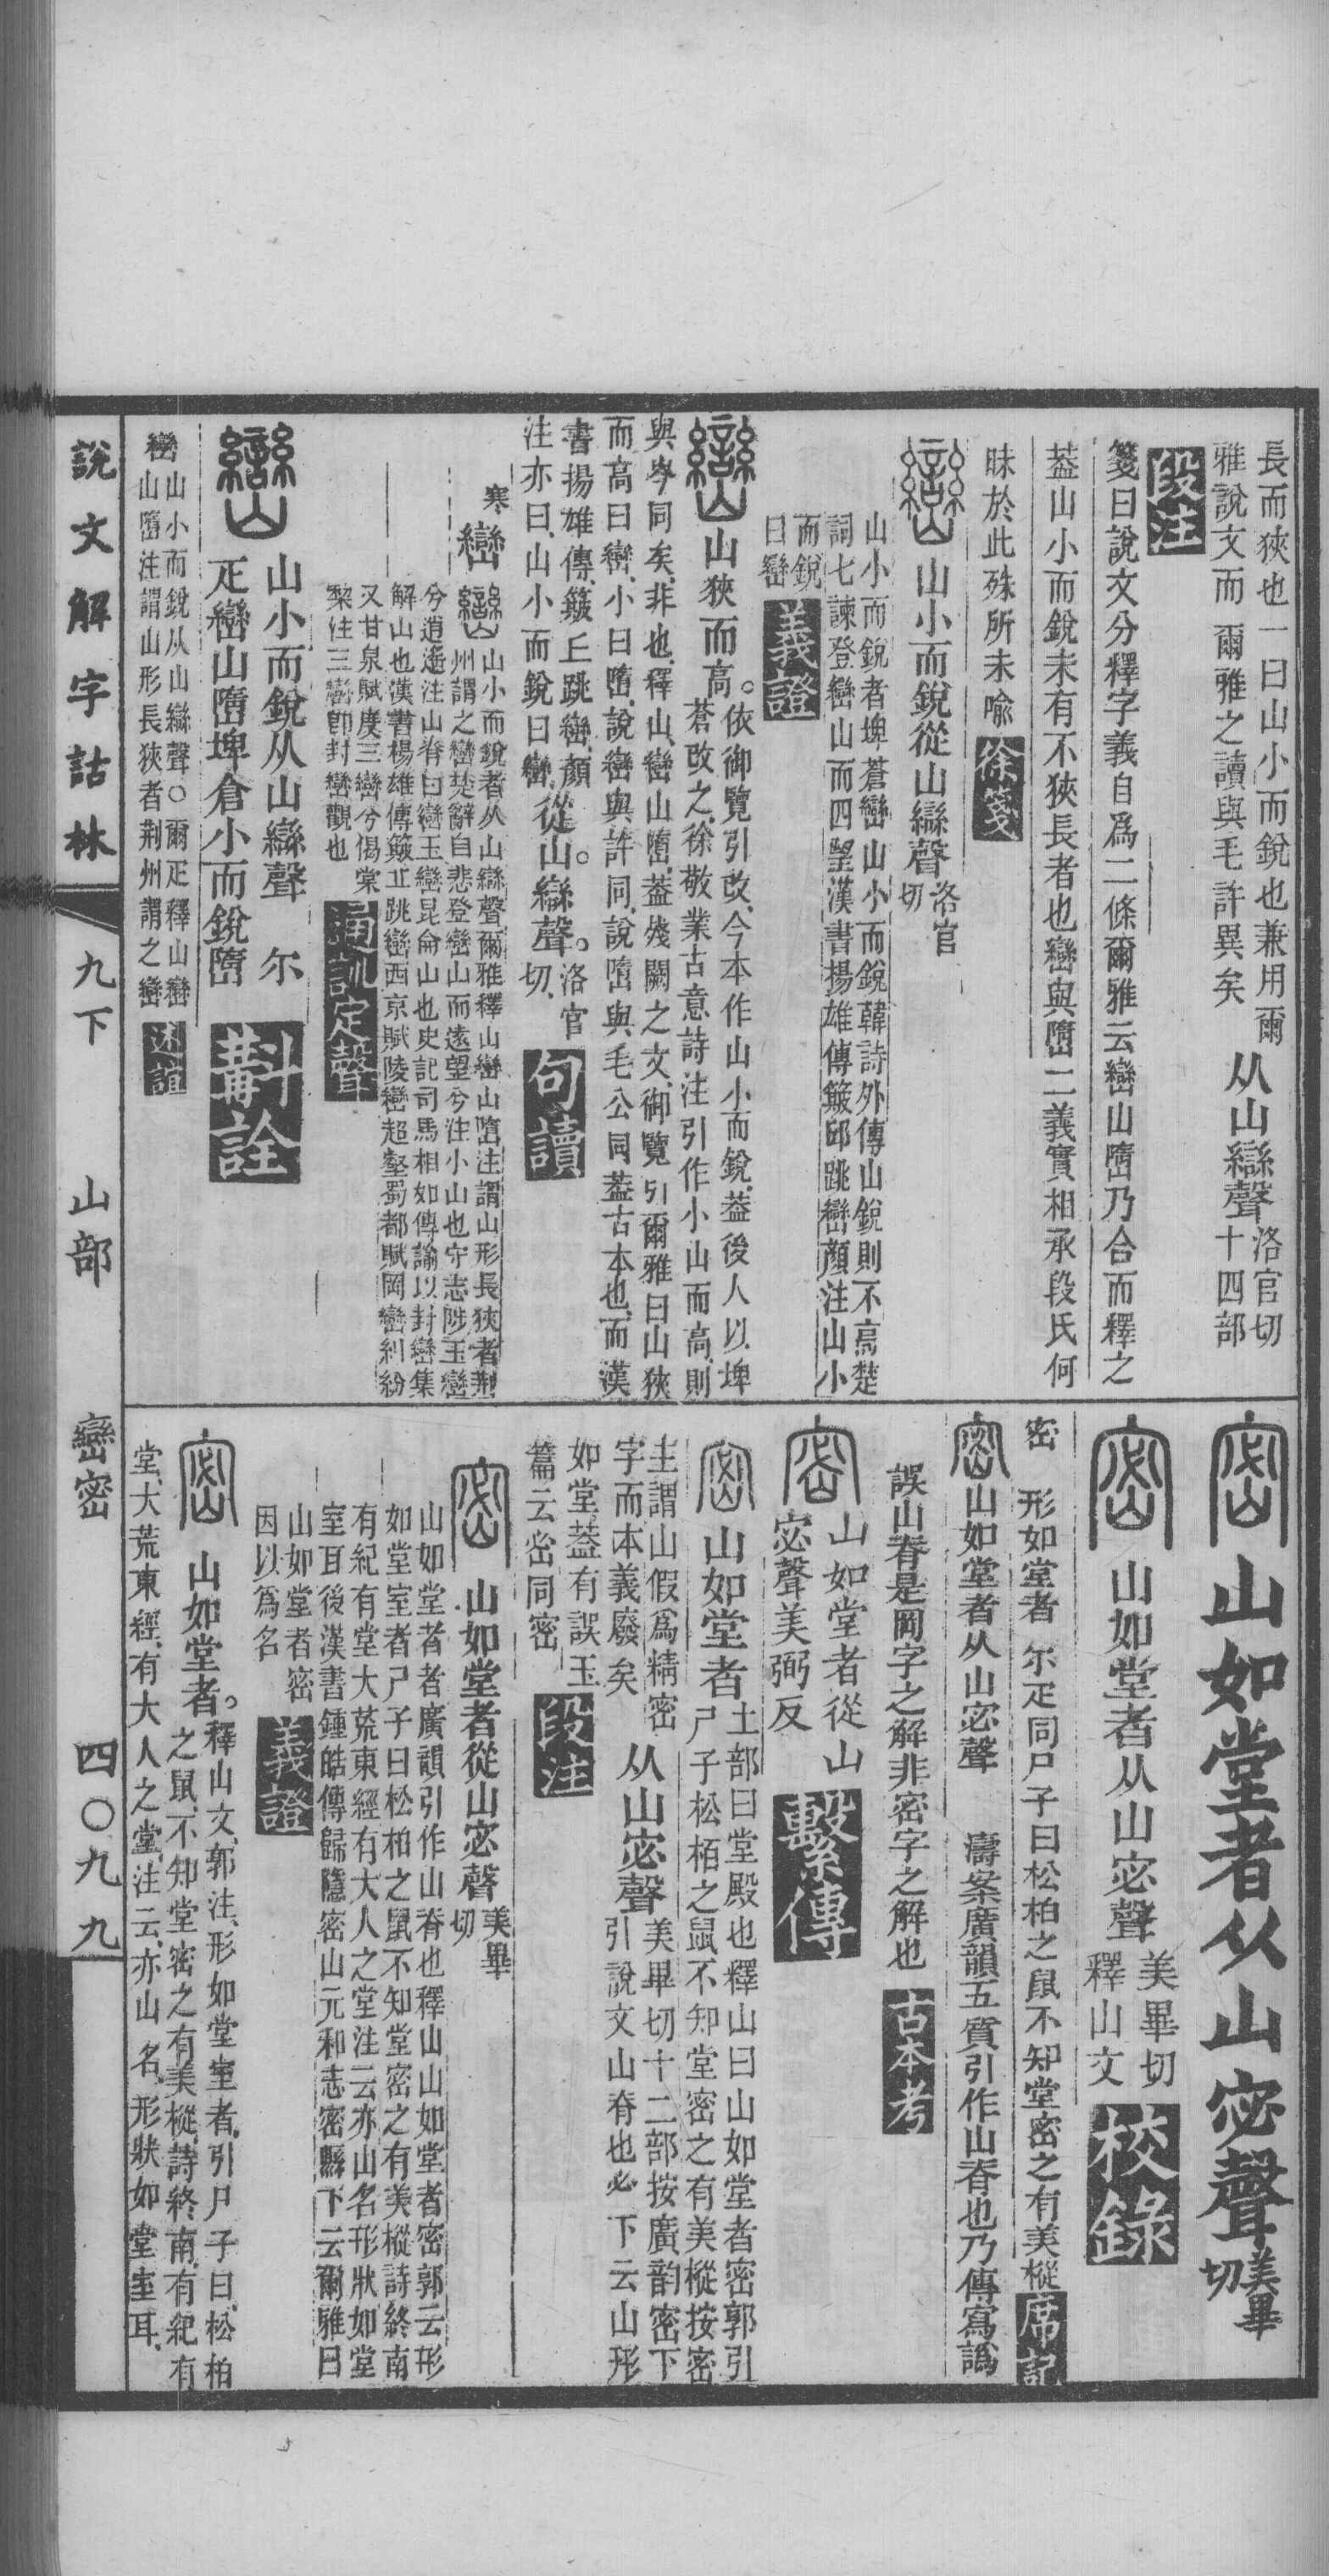 長而狹也一曰山小而銳也兼用爾
雅說文而　爾雅之讀與毛許異矣
从山䜌聲
洛官切
十四部
段注
箋曰說文分釋字義自爲二條爾雅云巒山墮乃合而釋之
葢山小而銳未有不狹長者也巒與墮二義實相承段氏何
昧於此殊所未喻
徐箋
巒
山小而銳從山䜌聲
洛官
切
山小而銳者埤蒼巒山小而銳韓詩外傳山銳則不高楚
詞七諫登巒山而四望漢書揚雄傳簸邱跳巒顏注山小
而銳
曰巒
義證
巒
山狹而高。
依御覽引改、今本作山小而銳、葢後人以埤
蒼改之、徐敬業古意詩注引作小山而高、則
與岑同矣、非也、釋山、巒山墮、葢殘闕之文、御覽引爾雅曰山狹
而高曰巒、小曰墮、說巒與許同、說墮與毛公同葢古本也、而漢
書揚雄傳、簸丘跳巒、顏
注亦曰、山小而銳曰巒、
從山。䜌聲。
洛官
切、
句讀
寒
巒
巒
山小而銳者从山䜌聲爾雅釋山巒山墮注謂山形長狹者荆
州謂之巒楚辭自悲登巒山而遠望兮注小山也守志陟玉巒
兮逍遙注山脊曰巒玉巒昆侖山也史記司馬相如傳諭以封巒集
解山也漢書楊雄傳簸丘跳巒西京賦陵巒超壑蜀都賦岡巒糾紛
又甘泉賦度三巒兮偈棠
棃注三巒卽封巒觀也
通訓定聲
巒
山小而銳从山䜌聲　尔
疋巒山墮埤倉小而銳墮
斠詮
巒山小而銳从山䜌聲○爾疋釋山巒
山墮注謂山形長狹者荆州謂之巒
述誼
密
山如堂者从山宓聲
美畢
切
密
山如堂者从山宓聲
美畢切
釋山文
校錄
密　形如堂者　尔疋同尸子曰松柏之鼠不知堂密之有美樅
席記
密
山如堂者从山宓聲　濤案廣韻五質引作山脊也乃傳寫譌
誤山脊是岡字之解非密字之解也
古本考
密
山如堂者從山
宓聲美弼反
繫傳
密
山如堂者
土部曰堂殿也釋山曰山如堂者密郭引
尸子松栢之鼠不知堂密之有美樅按密
主謂山假爲精密
字而本義廢矣
从山宓聲
美畢切十二部按廣韵密下
引說文山脊也必下云山形
如堂、葢有誤玉
篇云峚同密
段注
密
山如堂者從山宓聲
美畢
切
山如堂者者廣韻引作山脊也釋山山如堂者密郭云形
如堂室者尸子曰松柏之鼠不知堂密之有美樅詩終南
有紀有堂大荒東經有大人之堂注云亦山名形狀如堂
室耳後漢書鍾皓傳歸隱密山元和志密縣下云爾雅曰
山如堂者密
因以爲名
義證
密
山如堂者。
釋山文、郭注、形如堂室者、引尸子曰、松柏
之鼠、不知堂密之有美樅、詩終南、有紀有
堂、大荒東經、有大人之堂、注云、亦山名、形狀如堂室耳、
說文解字詁林
九下　山部　巒密
四〇九九